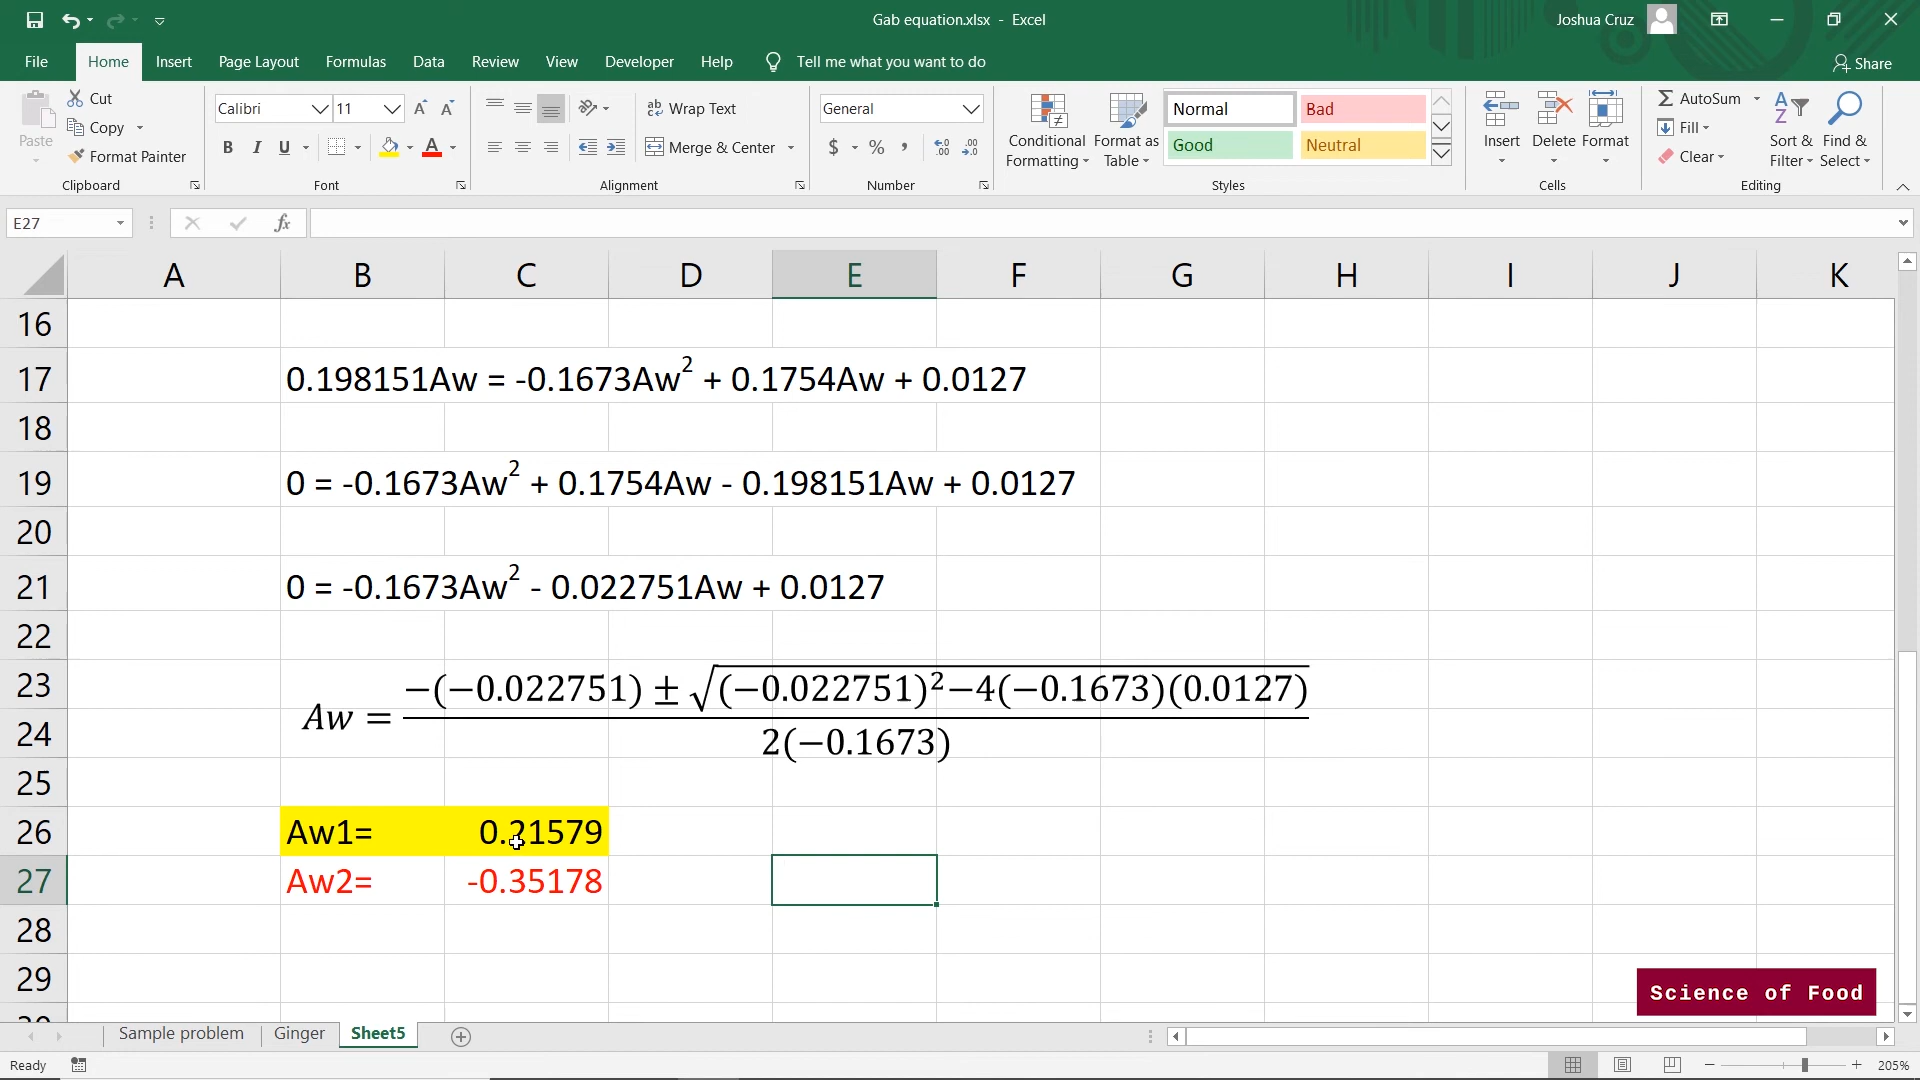 Gab equation.xlsx - Excel
Joshua Cruz
File Home Insert Page Layout Formulas Data Review View Developer Help Tell me what you want to do
Share
Paste
Cut
Copy
Format Painter
Clipboard
Calibri 11
B I U
Font
Wrap Text
Merge & Center
Alignment
General
$ % ,
Number
Conditional Formatting
Format as Table
Normal Bad
Good Neutral
Styles
Insert Delete Format
Cells
AutoSum
Fill
Clear
Sort & Filter
Find & Select
Editing
E27
fx
A B C D E F G H I J K
16
17 0.198151Aw = -0.1673Aw² + 0.1754Aw + 0.0127
18
19 0 = -0.1673Aw² + 0.1754Aw - 0.198151Aw + 0.0127
20
21 0 = -0.1673Aw² - 0.022751Aw + 0.0127
22
23 −(−0.022751) ± √(−0.022751)²−4(−0.1673)(0.0127)
Aw =
24 2(−0.1673)
25
26 Aw1= 0.21579
27 Aw2= -0.35178
28
29
Science of Food
Sample problem Ginger Sheet5
Ready
205%